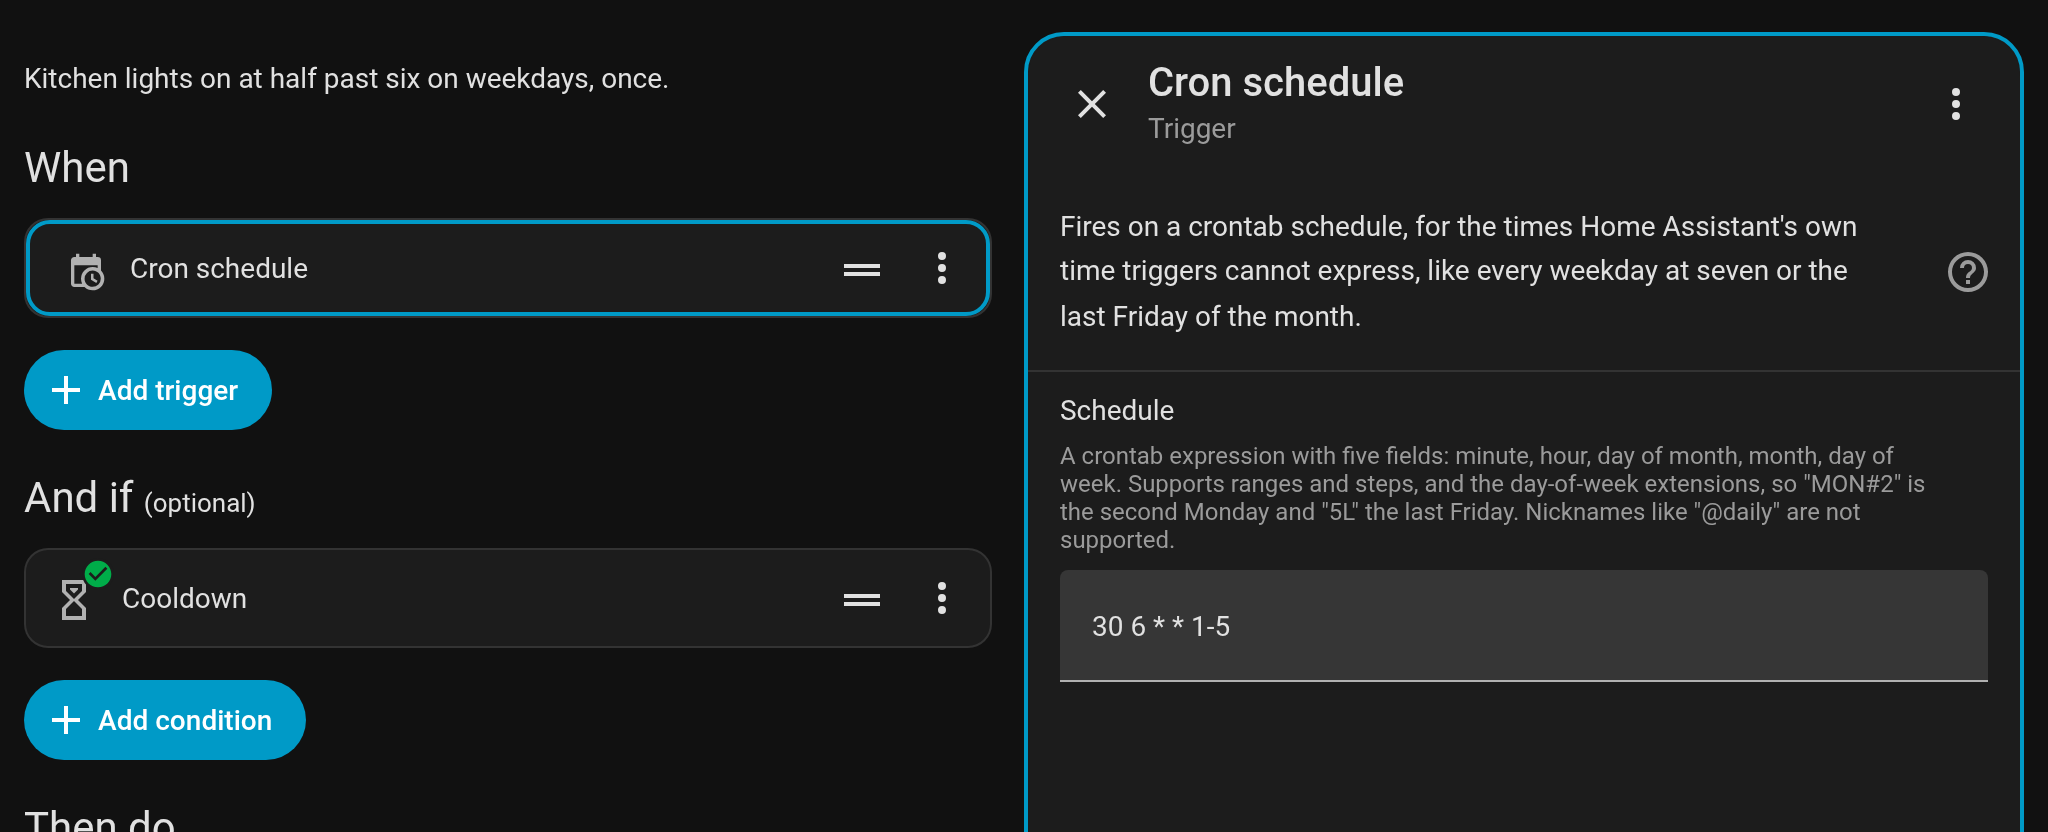 Kitchen lights on at half past six on weekdays, once.
When
Cron schedule
Add trigger
And if (optional)
Cooldown
Add condition
Then do
Cron schedule
Trigger
Fires on a crontab schedule, for the times Home Assistant's own
time triggers cannot express, like every weekday at seven or the
last Friday of the month.
Schedule
A crontab expression with five fields: minute, hour, day of month, month, day of
week. Supports ranges and steps, and the day-of-week extensions, so "MON#2" is
the second Monday and "5L" the last Friday. Nicknames like "@daily" are not
supported.
30 6 * * 1-5